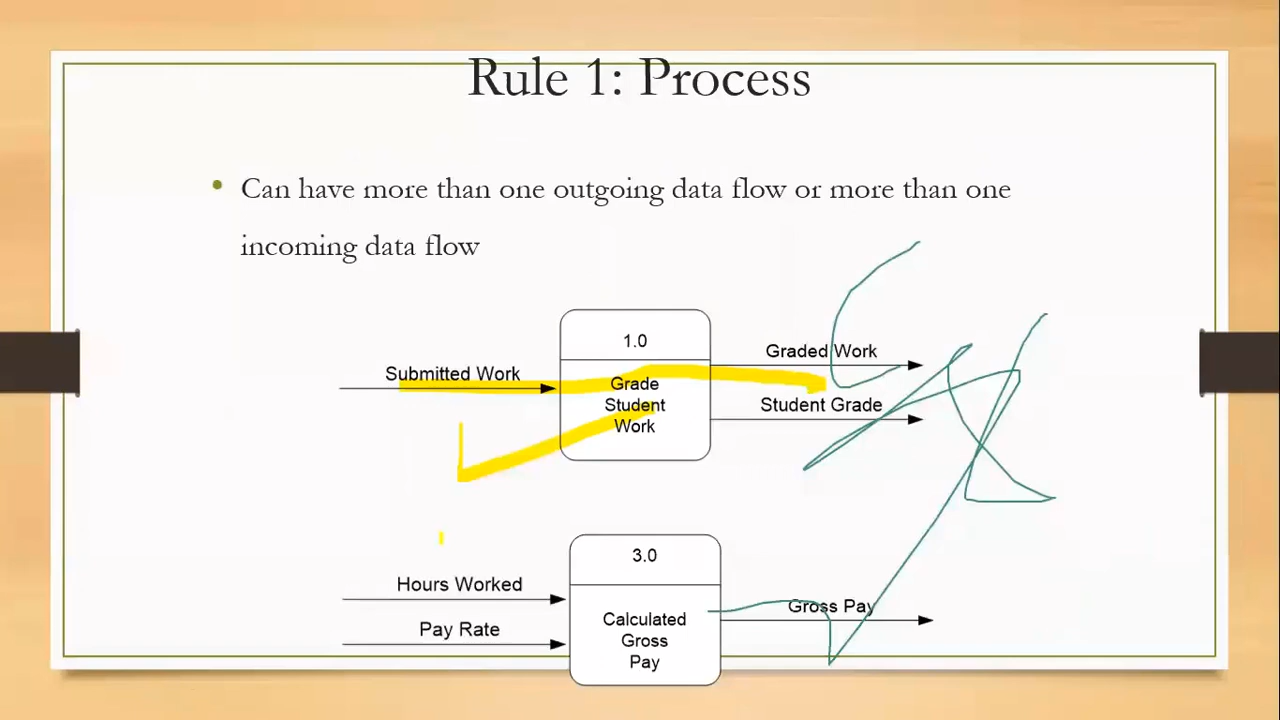 Rule 1: Process
• Can have more than one outgoing data flow or more than one
incoming data flow
1.0
Submitted Work
Grade
Student
Work
Graded Work
Student Grade
3.0
Hours Worked
Pay Rate
Calculated
Gross
Pay
Gross Pay